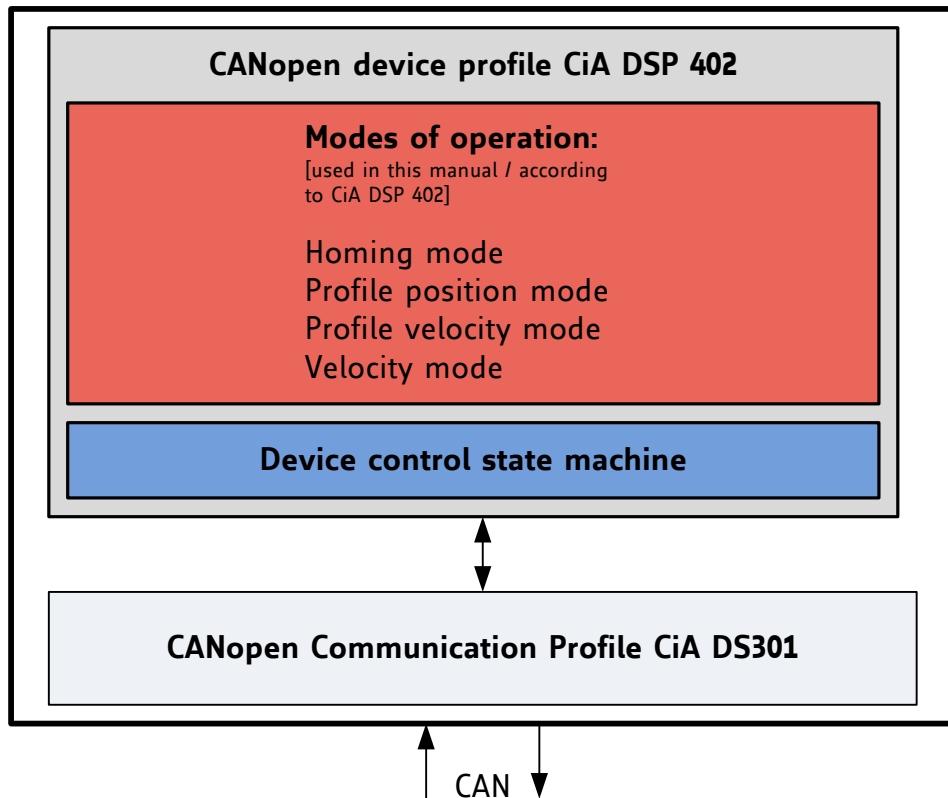 CANopen device profile CiA DSP 402
Modes of operation:
[used in this manual / according
to CiA DSP 402]
Homing mode
Profile position mode
Profile velocity mode
Velocity mode
Device control state machine
CANopen Communication Profile CiA DS301
CAN